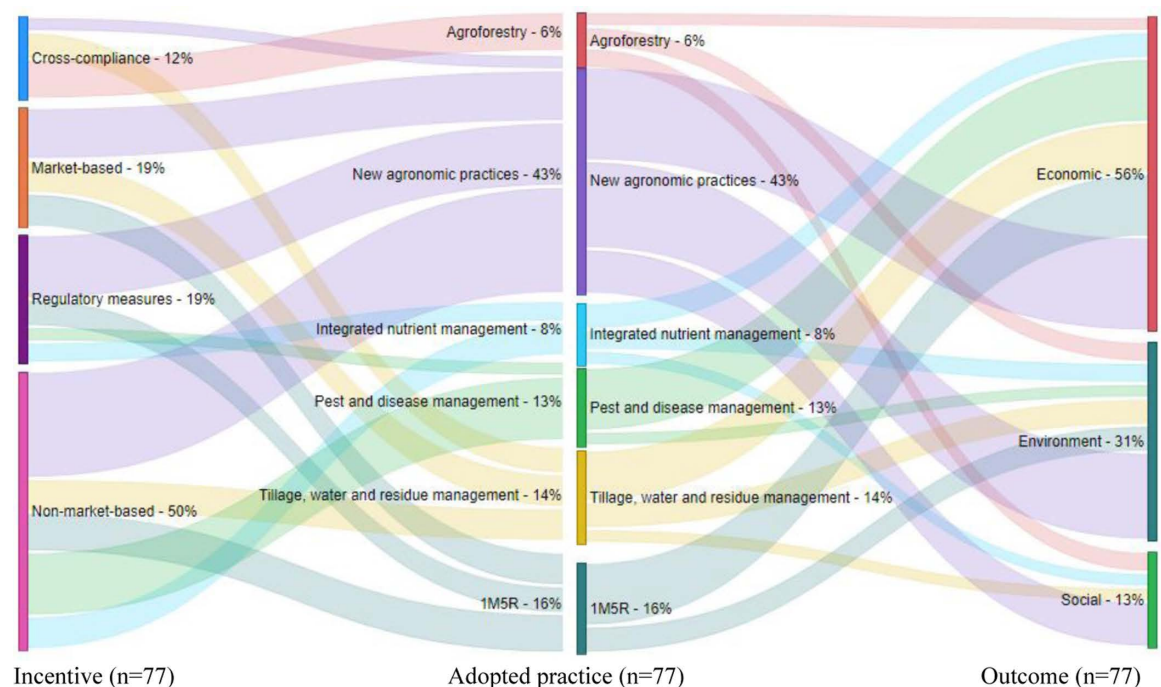 Cross-compliance - 12%
Market-based - 19%
Regulatory measures - 19%
Non-market-based - 50%
Agroforestry - 6%
New agronomic practices - 43%
Integrated nutrient management - 8%
Pest and disease management - 13%
Tillage, water and residue management - 14%
1M5R - 16%
Agroforestry - 6%
New agronomic practices - 43%
Integrated nutrient management - 8%
Pest and disease management - 13%
Tillage, water and residue management - 14%
1M5R - 16%
Economic - 56%
Environment - 31%
Social - 13%
Incentive (n=77)
Adopted practice (n=77)
Outcome (n=77)